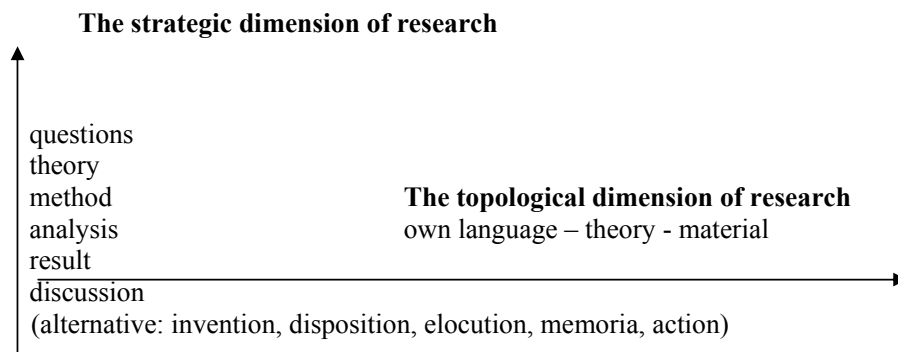 The strategic dimension of research
questions
theory
method
analysis
result
discussion
(alternative: invention, disposition, elocution, memoria, action)
The topological dimension of research
own language – theory - material